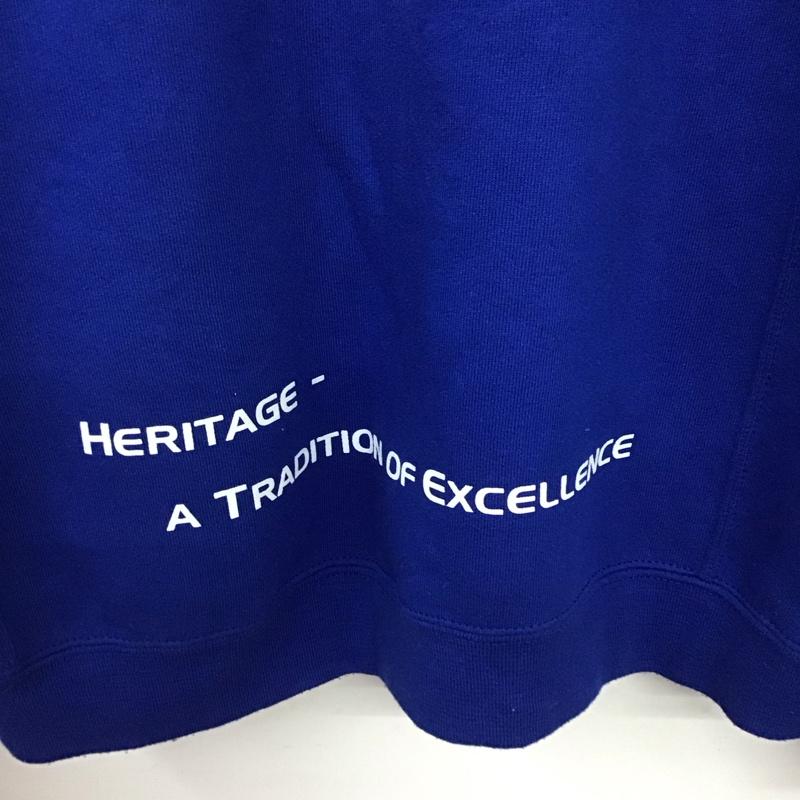 HERITAGE -
A TRADITION OF EXCELLENCE